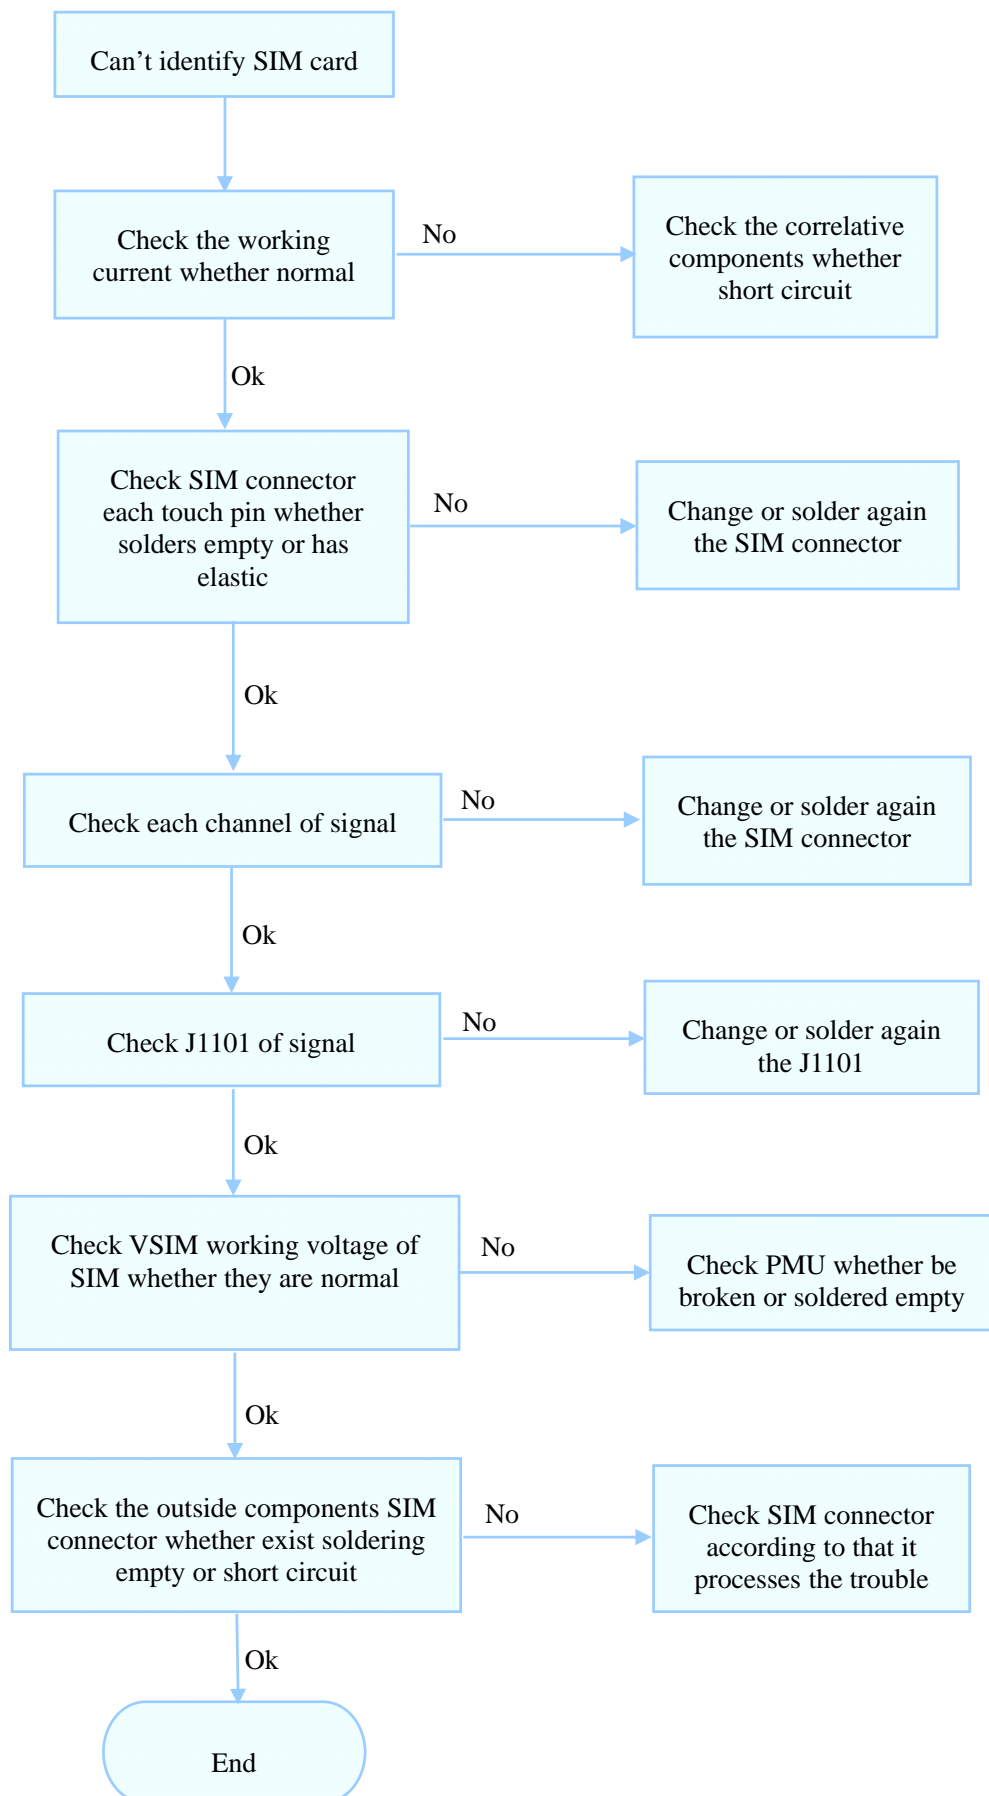 Can’t identify SIM card
Check the working
current whether normal
No
Check the correlative
components whether
short circuit
Ok
Check SIM connector
each touch pin whether
solders empty or has
elastic
No
Change or solder again
the SIM connector
Ok
Check each channel of signal
No
Change or solder again
the SIM connector
Ok
Check J1101 of signal
No
Change or solder again
the J1101
Ok
Check VSIM working voltage of
SIM whether they are normal
No
Check PMU whether be
broken or soldered empty
Ok
Check the outside components SIM
connector whether exist soldering
empty or short circuit
No
Check SIM connector
according to that it
processes the trouble
Ok
End